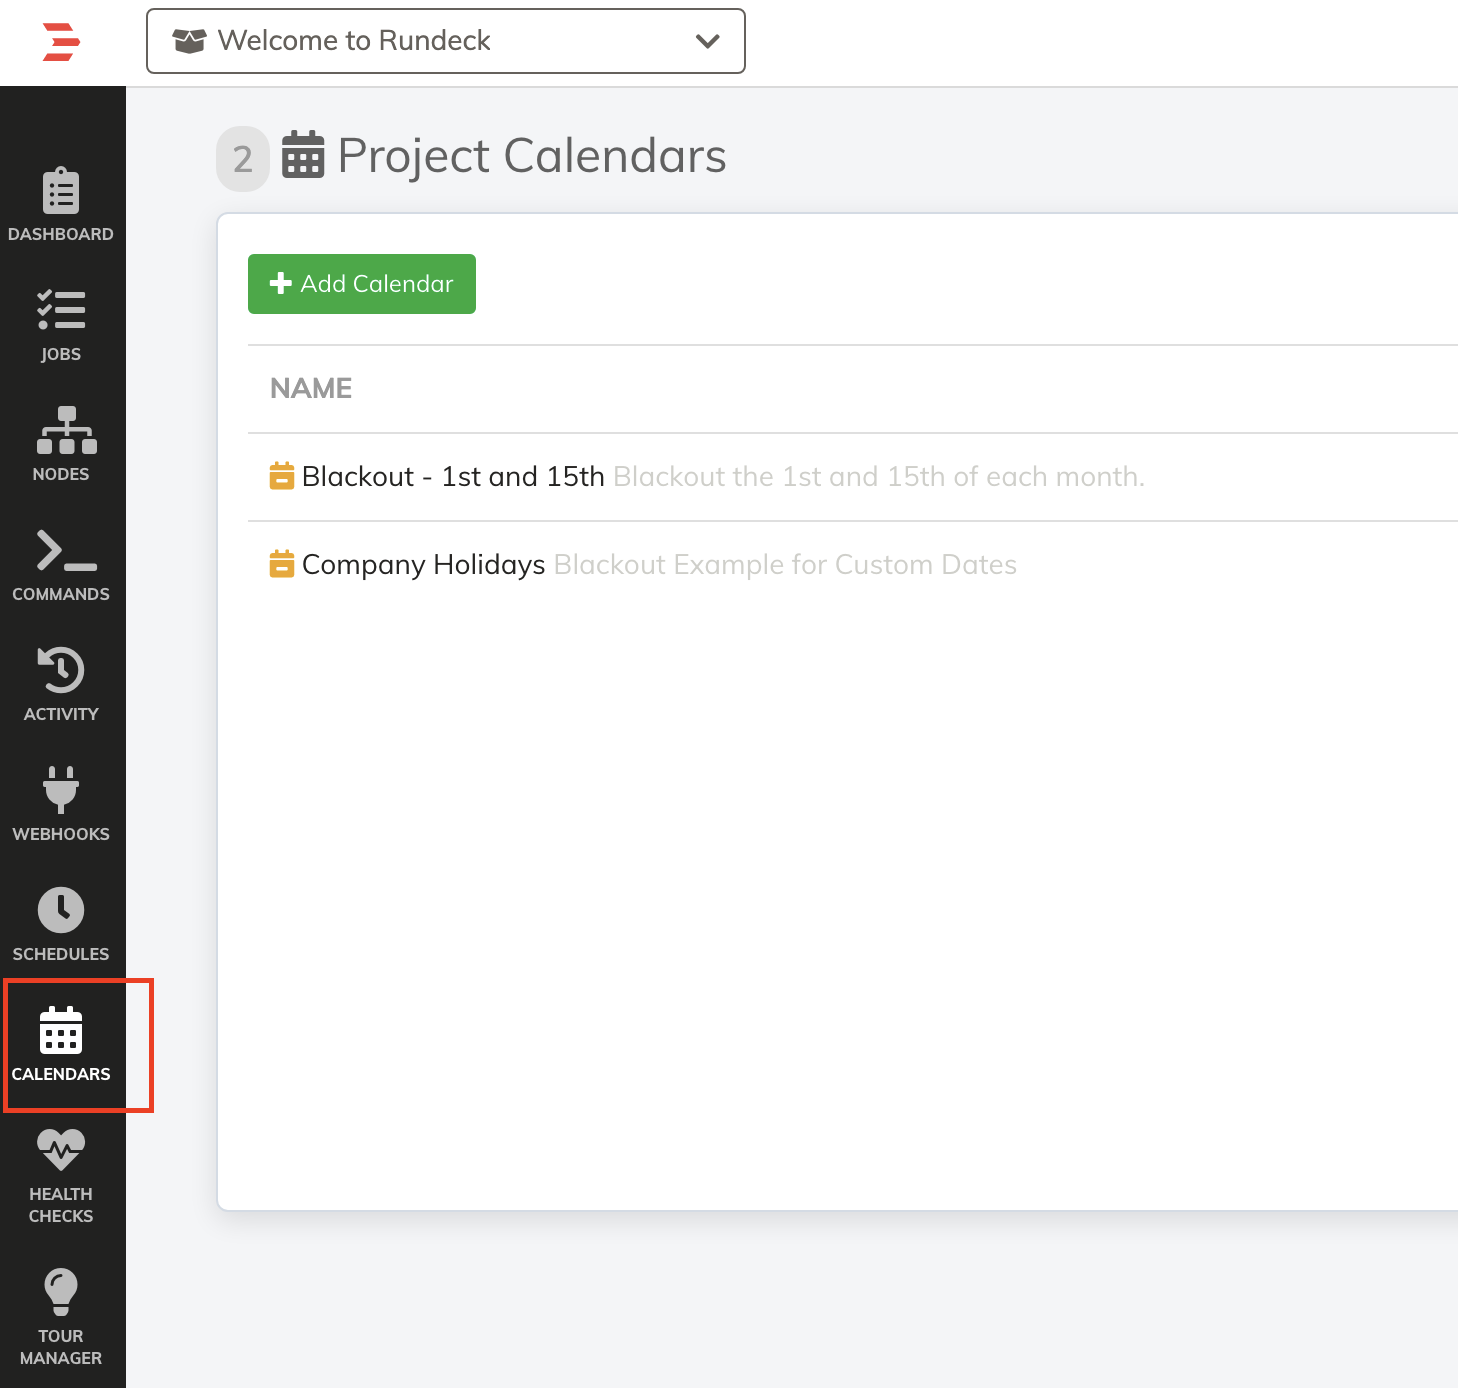 Welcome to Rundeck
2 Project Calendars
DASHBOARD
JOBS
NODES
COMMANDS
ACTIVITY
WEBHOOKS
SCHEDULES
CALENDARS
HEALTH
CHECKS
TOUR
MANAGER
Add Calendar
NAME
Blackout - 1st and 15th Blackout the 1st and 15th of each month.
Company Holidays Blackout Example for Custom Dates